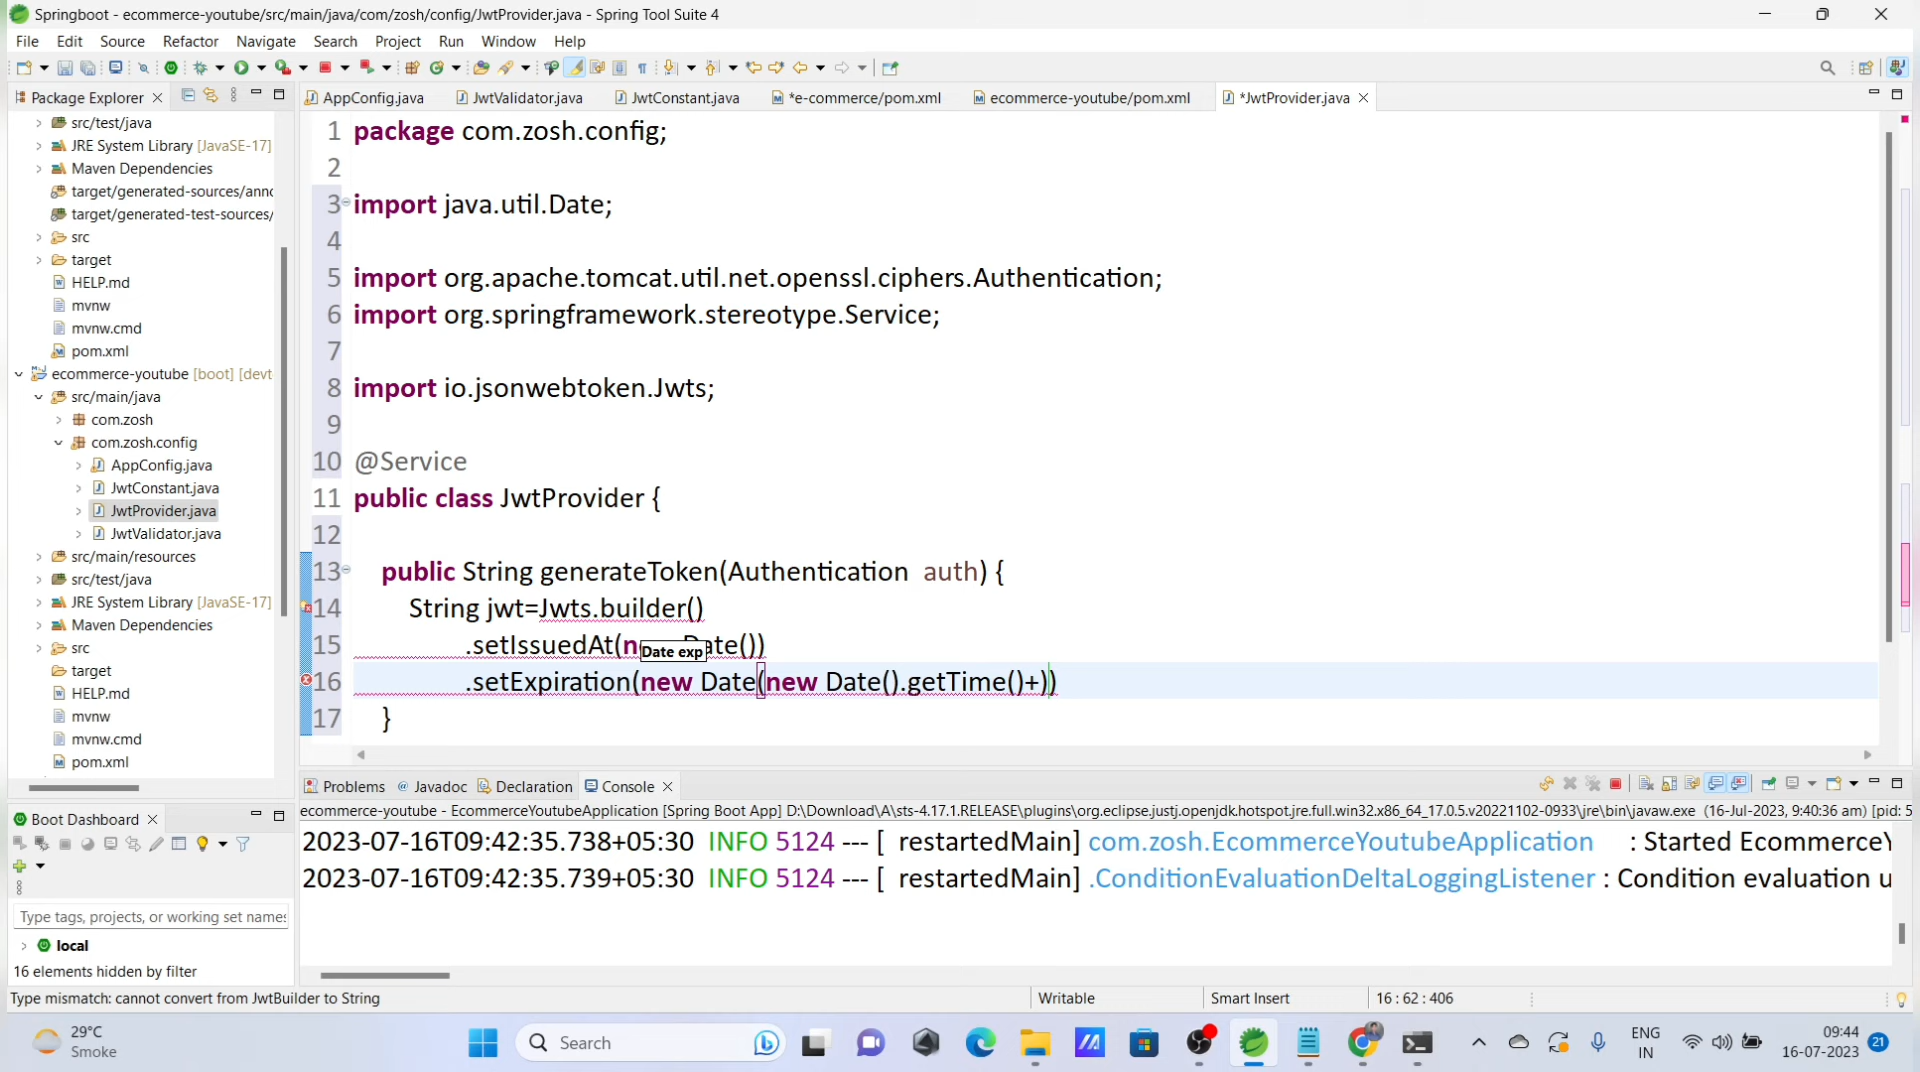 Springboot - ecommerce-youtube/src/main/java/com/zosh/config/JwtProvider.java - Spring Tool Suite 4
File Edit Source Refactor Navigate Search Project Run Window Help
Package Explorer
AppConfig.java JwtValidator.java JwtConstant.java *e-commerce/pom.xml ecommerce-youtube/pom.xml *JwtProvider.java
src/test/java
JRE System Library [JavaSE-17]
Maven Dependencies
target/generated-sources/anno
target/generated-test-sources/
src
target
HELP.md
mvnw
mvnw.cmd
pom.xml
ecommerce-youtube [boot] [devt
src/main/java
com.zosh
com.zosh.config
AppConfig.java
JwtConstant.java
JwtProvider.java
JwtValidator.java
src/main/resources
src/test/java
JRE System Library [JavaSE-17]
Maven Dependencies
src
target
HELP.md
mvnw
mvnw.cmd
pom.xml
1 package com.zosh.config;
2
3 import java.util.Date;
4
5 import org.apache.tomcat.util.net.openssl.ciphers.Authentication;
6 import org.springframework.stereotype.Service;
7
8 import io.jsonwebtoken.Jwts;
9
10 @Service
11 public class JwtProvider {
12
13 public String generateToken(Authentication auth) {
14 String jwt=Jwts.builder()
15 .setIssuedAt(n Date())
Date exp
16 .setExpiration(new Date(new Date().getTime()+))
17 }
Problems Javadoc Declaration Console
ecommerce-youtube - EcommerceYoutubeApplication [Spring Boot App] D:\Download\A\sts-4.17.1.RELEASE\plugins\org.eclipse.justj.openjdk.hotspot.jre.full.win32.x86_64_17.0.5.v20221102-0933\jre\bin\javaw.exe (16-Jul-2023, 9:40:36 am) [pid: 5
2023-07-16T09:42:35.738+05:30 INFO 5124 --- [ restartedMain] com.zosh.EcommerceYoutubeApplication : Started EcommerceY
2023-07-16T09:42:35.739+05:30 INFO 5124 --- [ restartedMain] .ConditionEvaluationDeltaLoggingListener : Condition evaluation u
Boot Dashboard
Type tags, projects, or working set names
local
16 elements hidden by filter
Type mismatch: cannot convert from JwtBuilder to String
Writable Smart Insert 16 : 62 : 406
29°C
Smoke
Search
ENG
IN
09:44
16-07-2023
21